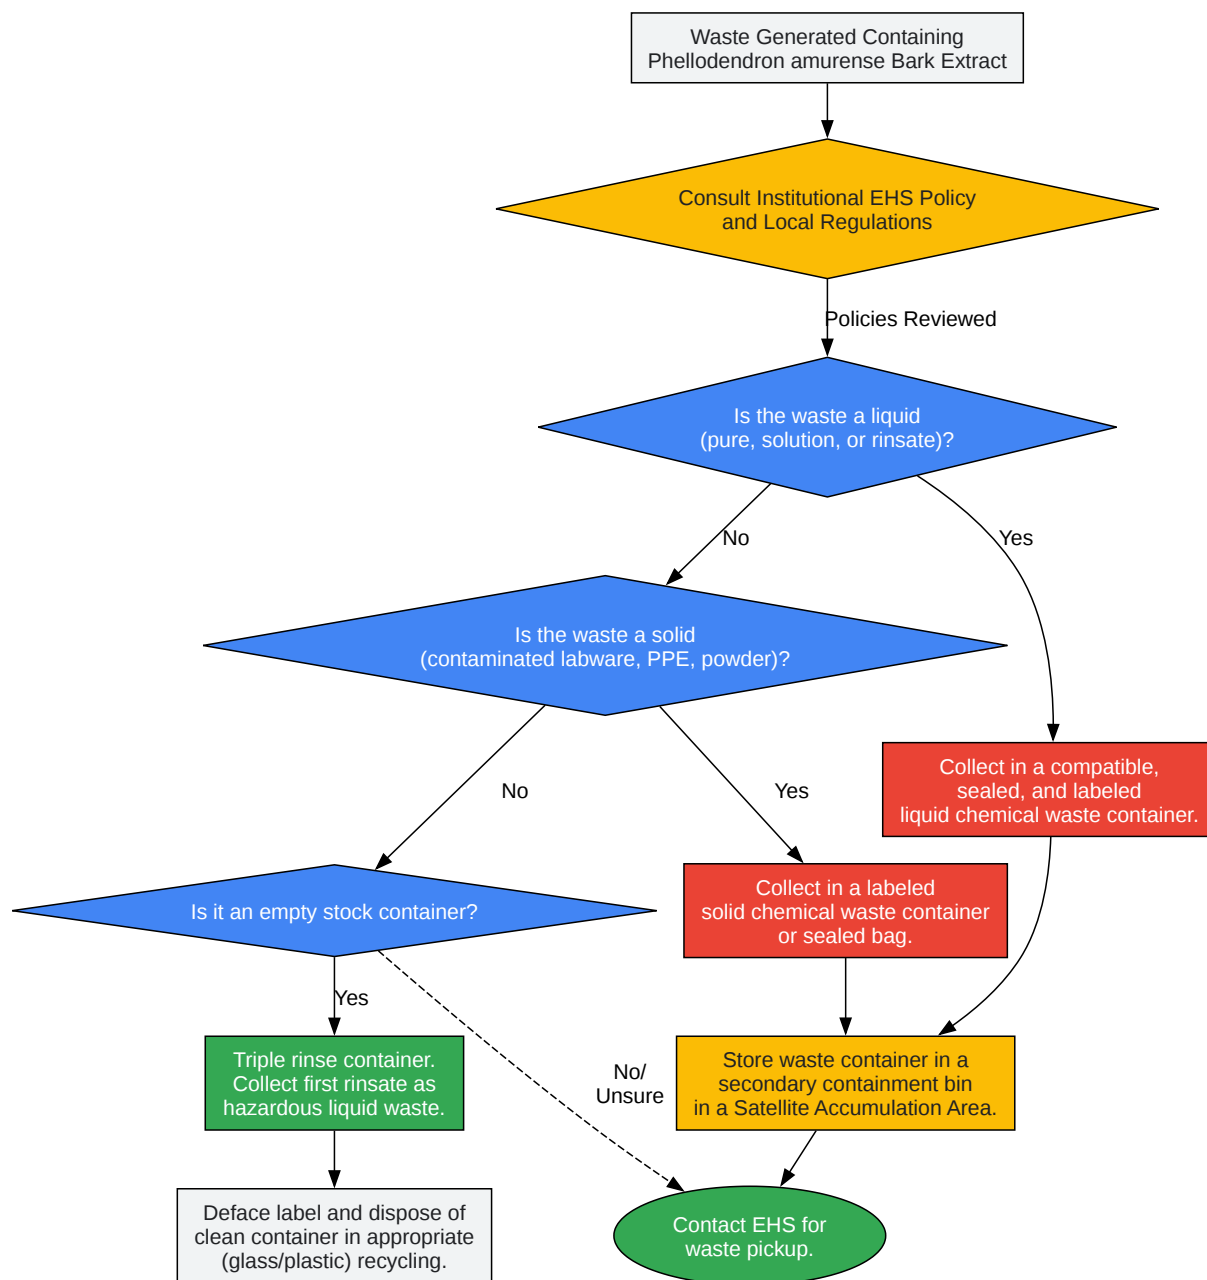 Waste Generated Containing
Phellodendron amurense Bark Extract
Consult Institutional EHS Policy
and Local Regulations
Policies Reviewed
Is the waste a liquid
(pure, solution, or rinsate)?
No
Yes
Is the waste a solid
(contaminated labware, PPE, powder)?
Collect in a compatible,
sealed, and labeled
liquid chemical waste container.
No
Yes
Is it an empty stock container?
Collect in a labeled
solid chemical waste container
or sealed bag.
Yes
Triple rinse container.
Collect first rinsate as
hazardous liquid waste.
No/
Unsure
Store waste container in a
secondary containment bin
in a Satellite Accumulation Area.
Deface label and dispose of
clean container in appropriate
(glass/plastic) recycling.
Contact EHS for
waste pickup.